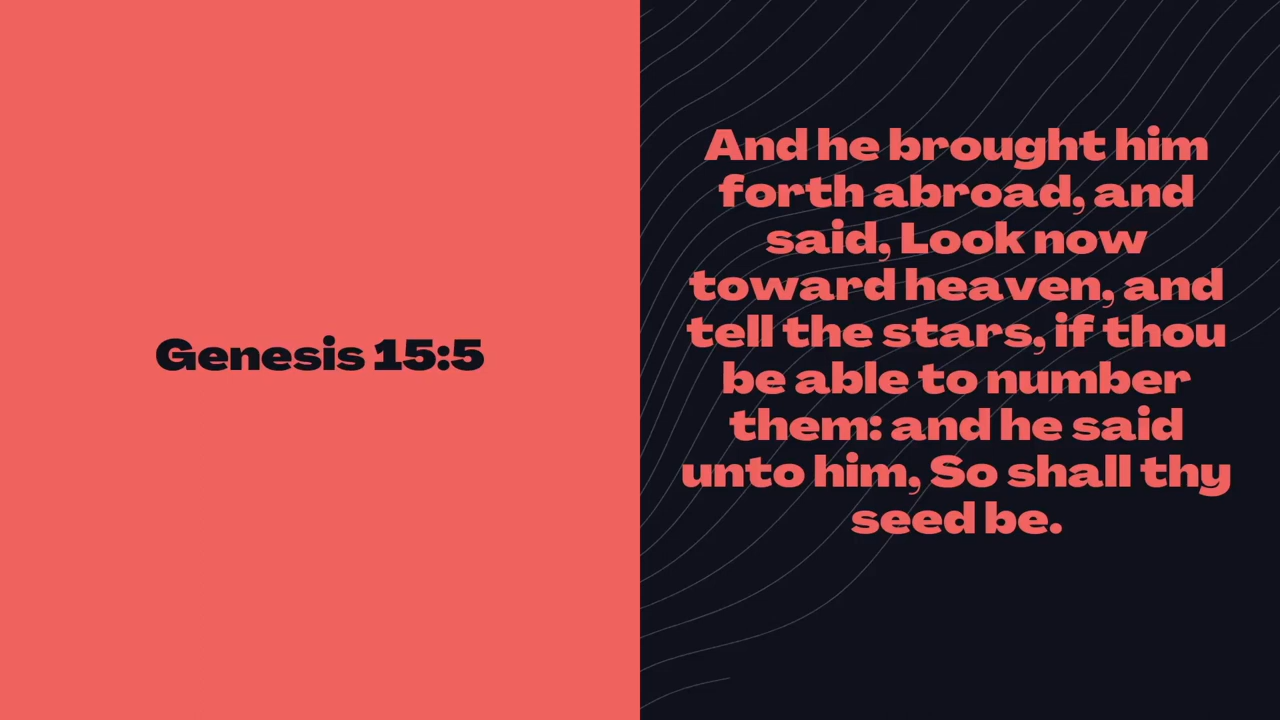 Genesis 15:5
And he brought him
forth abroad, and
said, Look now
toward heaven, and
tell the stars, if thou
be able to number
them: and he said
unto him, So shall thy
seed be.